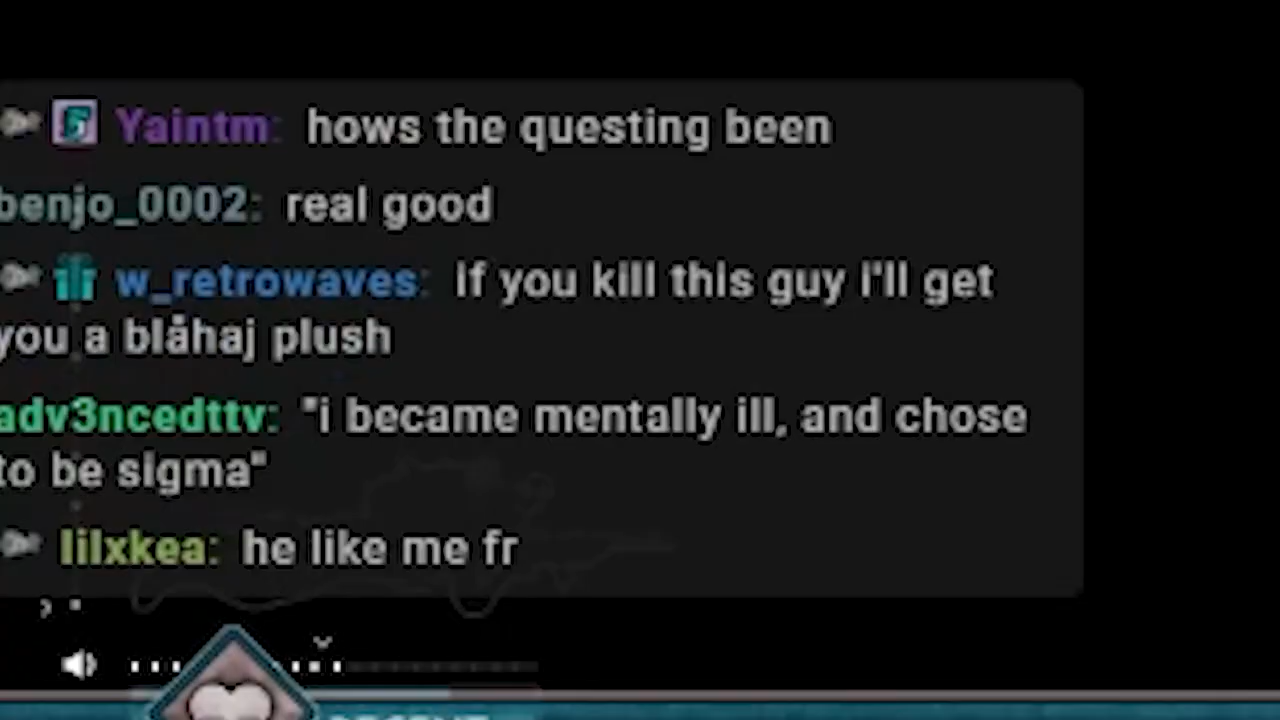 Yaintm: hows the questing been
benjo_0002: real good
w_retrowaves: if you kill this guy i'll get
you a blåhaj plush
adv3ncedttv: "i became mentally ill, and chose
to be sigma"
lilxkea: he like me fr